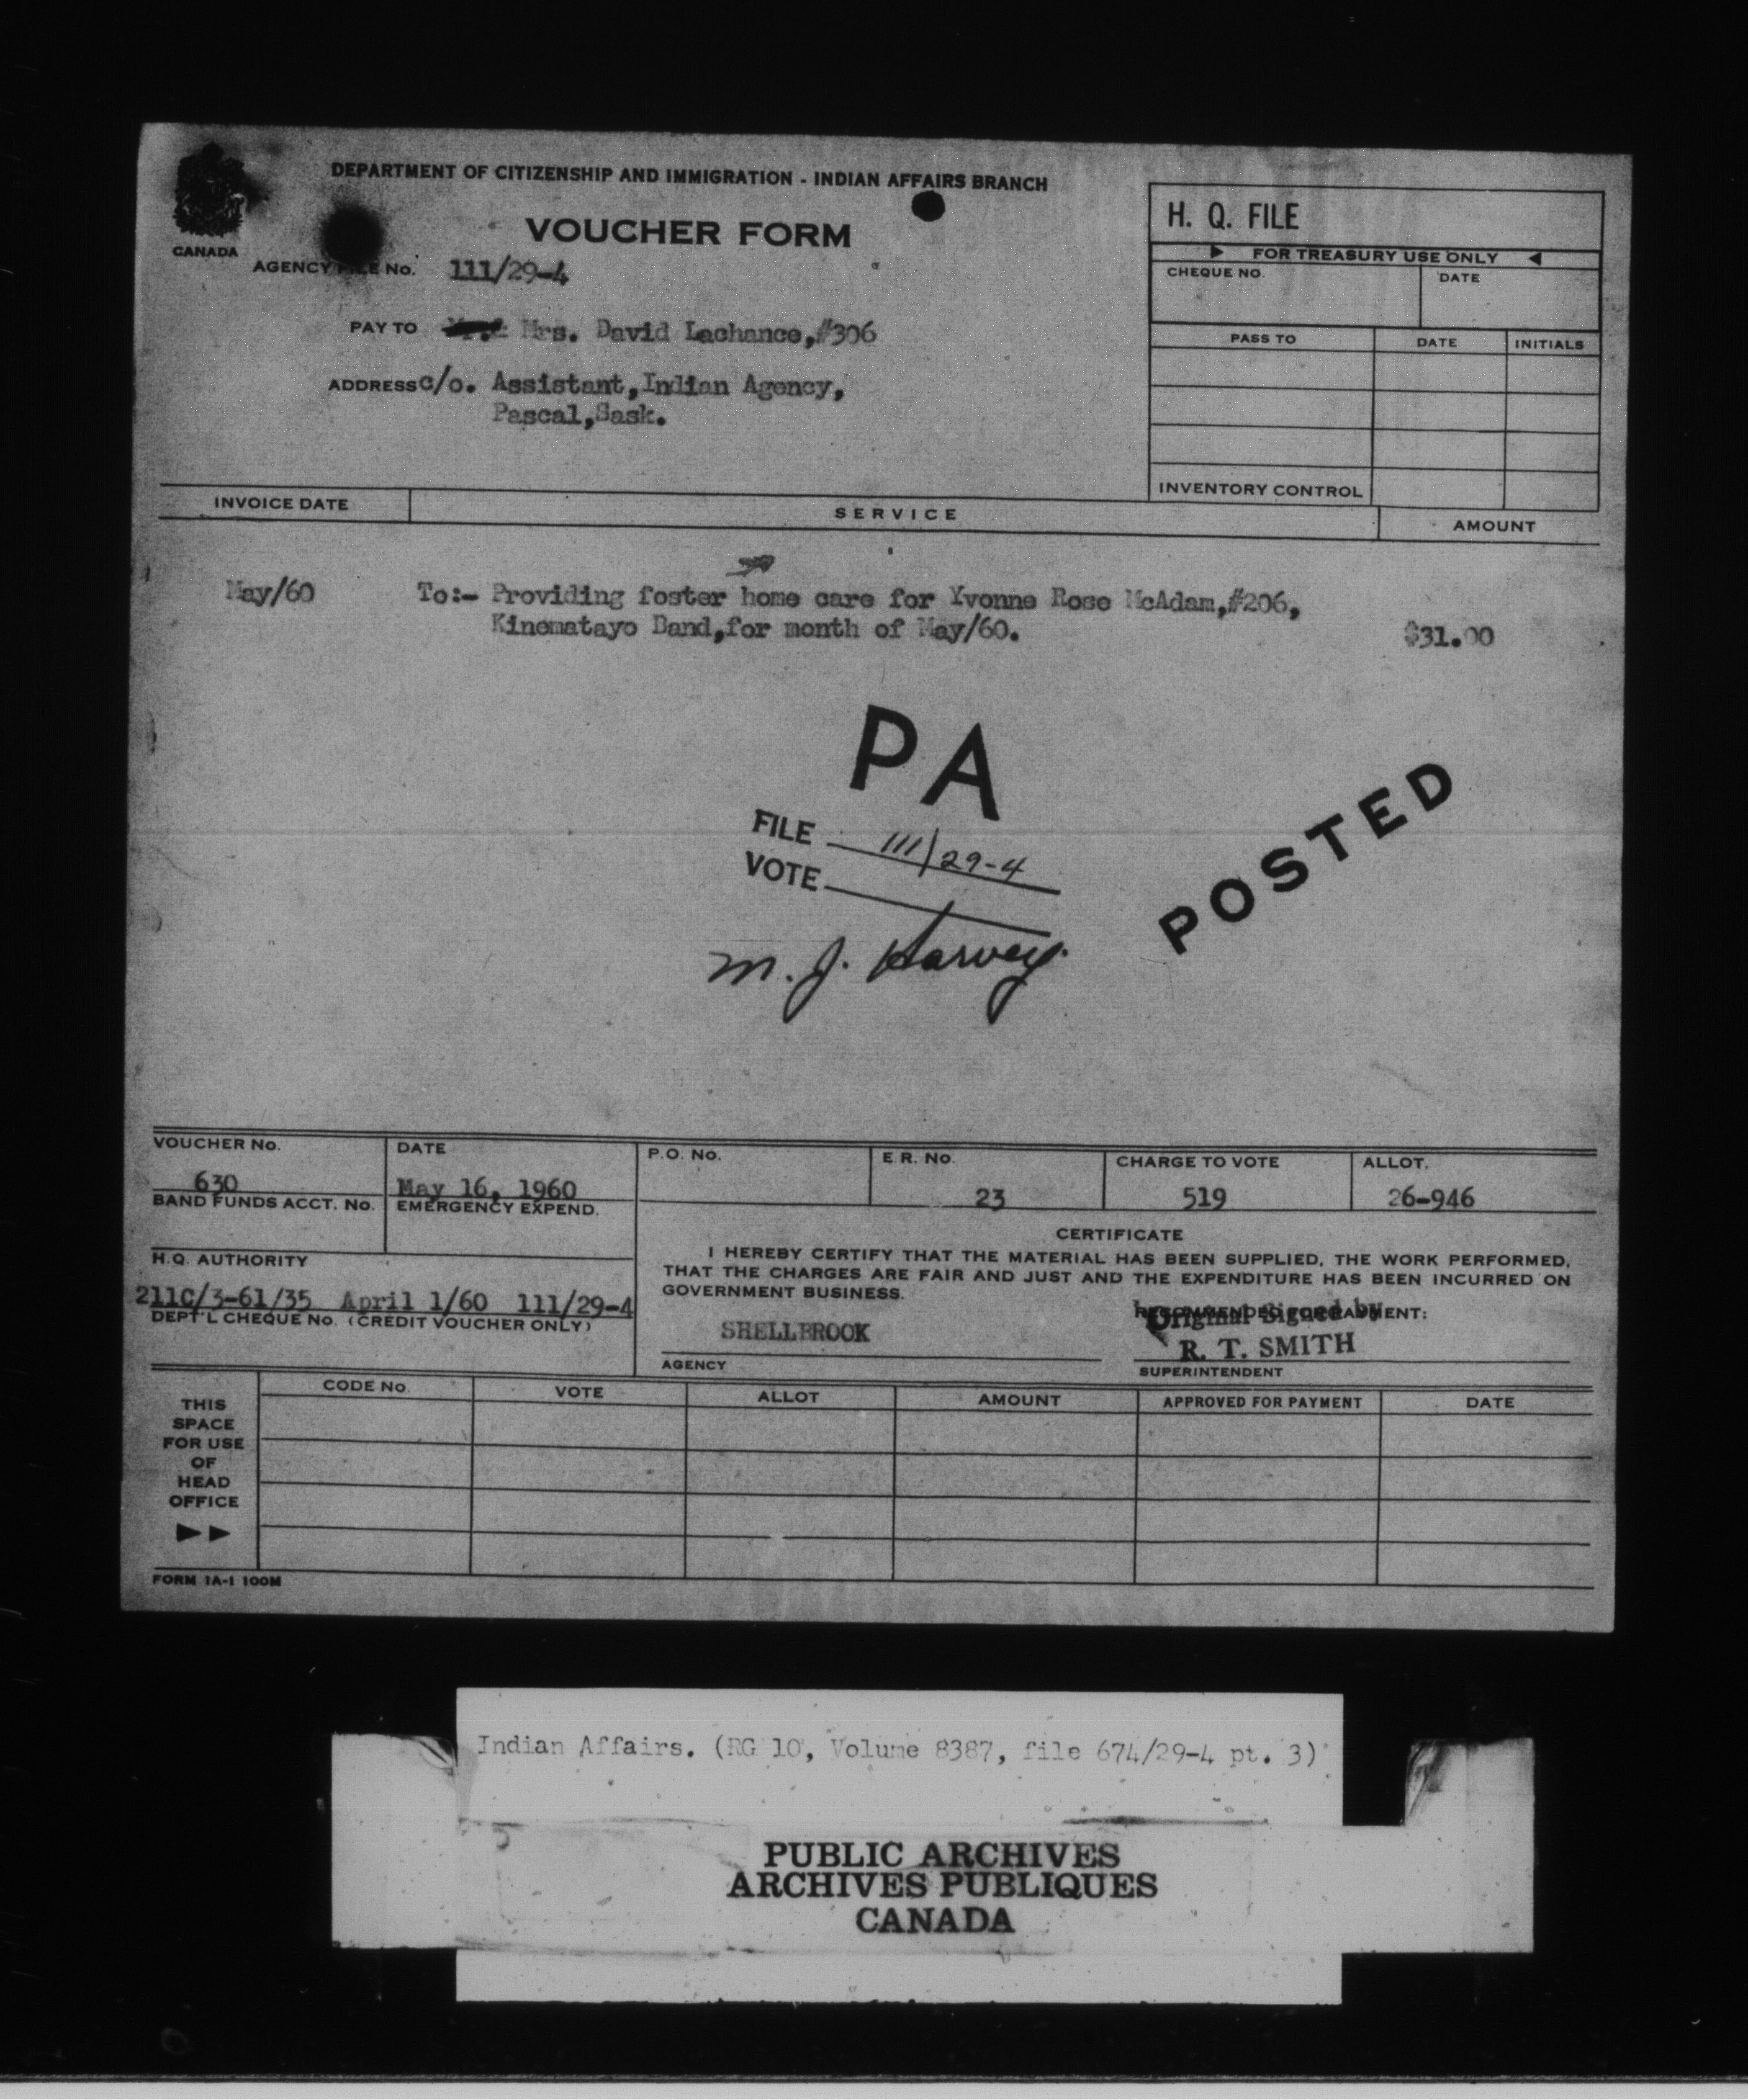 DEPARTMENT OF CITIZENSHIP AND IMMIGRATION - INDIAN AFFAIRS BRANCH
CANADA
VOUCHER FORM
AGENCY FILE No. 111/29-4
PAY TO Mrs. David Lachance,#306
ADDRESS c/o. Assistant,Indian Agency,
Pascal,Sask.
H. Q. FILE
FOR TREASURY USE ONLY
CHEQUE NO. DATE
PASS TO DATE INITIALS
INVENTORY CONTROL
INVOICE DATE SERVICE AMOUNT
May/60 To:- Providing foster home care for Yvonne Rose McAdam,#206,
Kinematayo Band,for month of May/60. $31.00
PA
FILE 111/29-4
VOTE
M. J. Harvey.
POSTED
VOUCHER No. DATE P.O. No. E R. No. CHARGE TO VOTE ALLOT.
630 May 16, 1960 23 519 26-946
BAND FUNDS ACCT. No. EMERGENCY EXPEND.
H.Q. AUTHORITY
211C/3-61/35 April 1/60 111/29-4
DEPT'L CHEQUE No. (CREDIT VOUCHER ONLY)
CERTIFICATE
I HEREBY CERTIFY THAT THE MATERIAL HAS BEEN SUPPLIED, THE WORK PERFORMED,
THAT THE CHARGES ARE FAIR AND JUST AND THE EXPENDITURE HAS BEEN INCURRED ON
GOVERNMENT BUSINESS.
RECOMMENDED FOR PAYMENT:
Original Signed by
SHELLBROOK R. T. SMITH
AGENCY SUPERINTENDENT
THIS
SPACE
FOR USE
OF
HEAD
OFFICE
CODE No. VOTE ALLOT AMOUNT APPROVED FOR PAYMENT DATE
FORM 1A-1 100M
Indian Affairs. (RG 10, Volume 8387, file 674/29-4 pt. 3)
PUBLIC ARCHIVES
ARCHIVES PUBLIQUES
CANADA